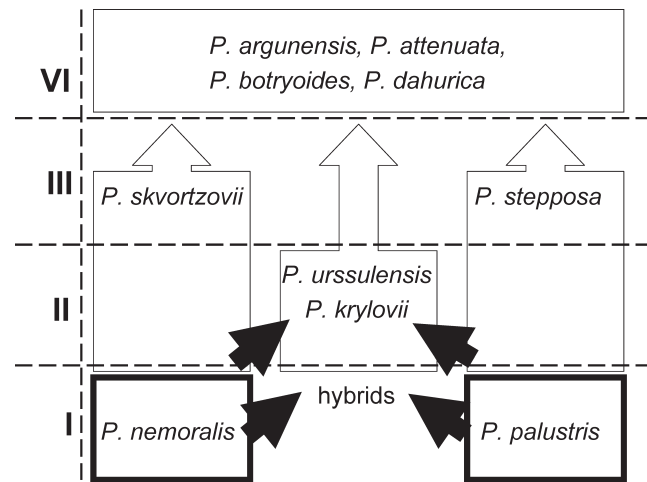 P. argunensis, P. attenuata,
VI
P. botryoides, P. dahurica
III
P. skvortzovii
P. stepposa
P. urssulensis
II
P. krylovii
hybrids
I
P. nemoralis
P. palustris